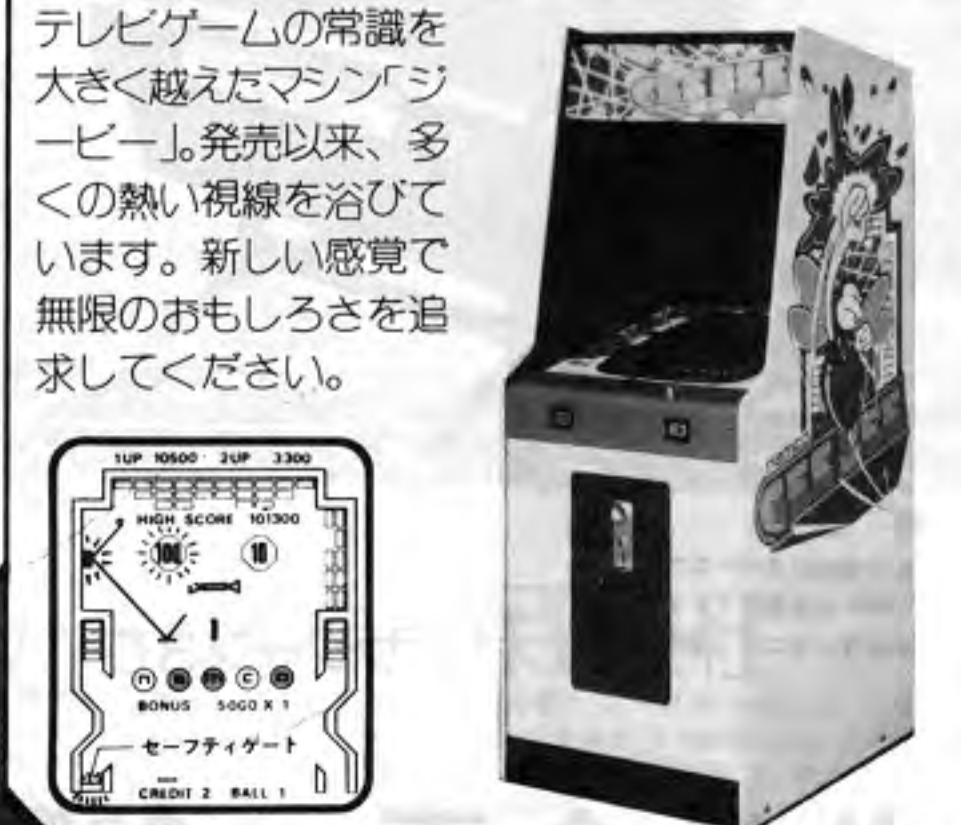 テレビゲームの常識を
大きく越えたマシン「ジ
ービー」。発売以来、多
くの熱い視線を浴びて
います。新しい感覚で
無限のおもしろさを追
求してください。
1UP 10500 2UP 3300
HIGH SCORE 101300
100 10
n a m c o
BONUS 5000 X 1
セーフティゲート
CREDIT 2 BALL 1
namco